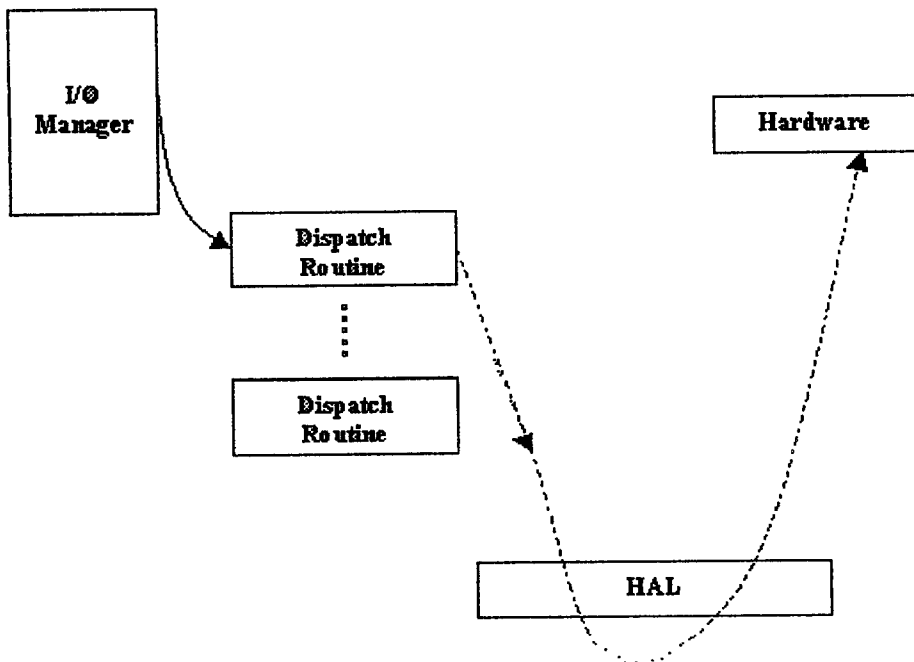 I/O
Manager
Hardware
Dispatch
Routine
Dispatch
Routine
HAL